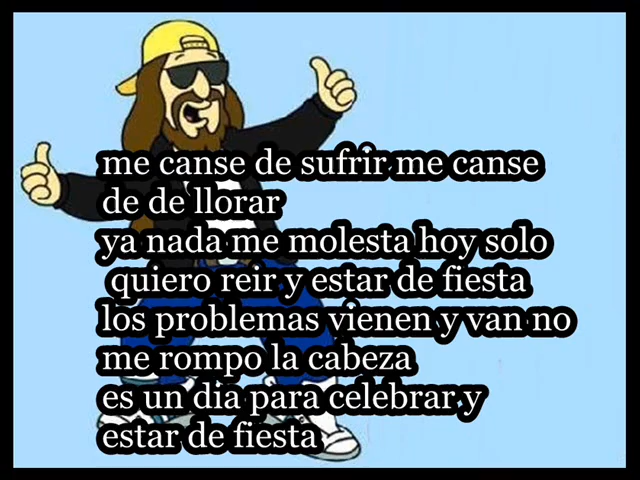 me canse de sufrir me canse
de de llorar
ya nada me molesta hoy solo
quiero reir y estar de fiesta
los problemas vienen y van no
me rompo la cabeza
es un dia para celebrar y
estar de fiesta